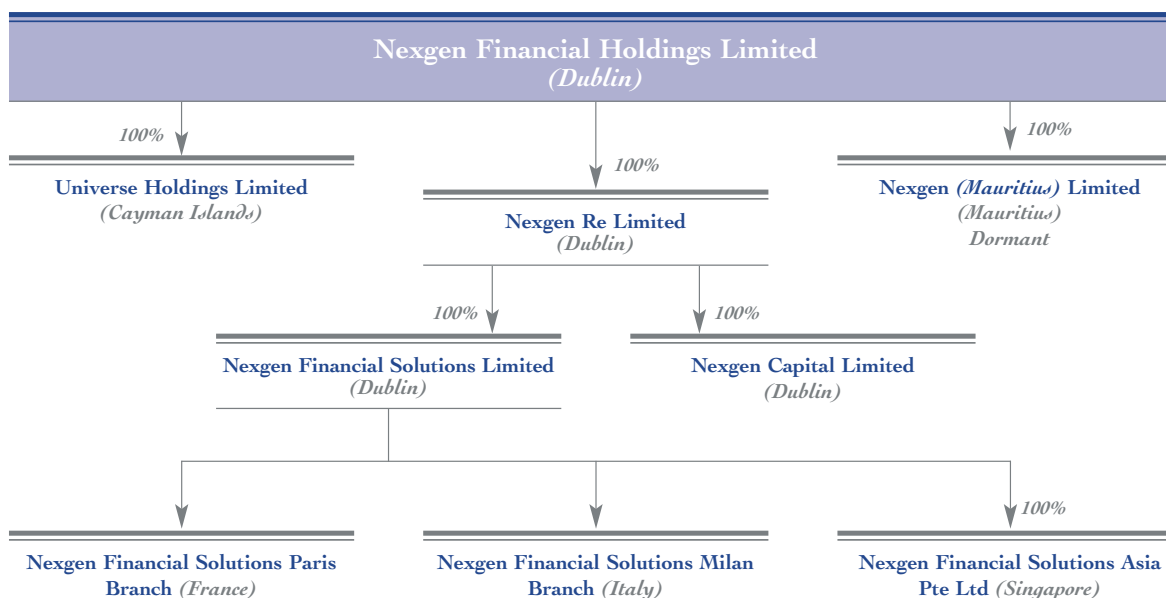 Nexgen Financial Holdings Limited
(Dublin)
100%
100%
100%
Universe Holdings Limited
(Cayman Islands)
Nexgen Re Limited
(Dublin)
Nexgen (Mauritius) Limited
(Mauritius)
Dormant
100%
100%
Nexgen Financial Solutions Limited
(Dublin)
Nexgen Capital Limited
(Dublin)
100%
Nexgen Financial Solutions Paris
Branch (France)
Nexgen Financial Solutions Milan
Branch (Italy)
Nexgen Financial Solutions Asia
Pte Ltd (Singapore)